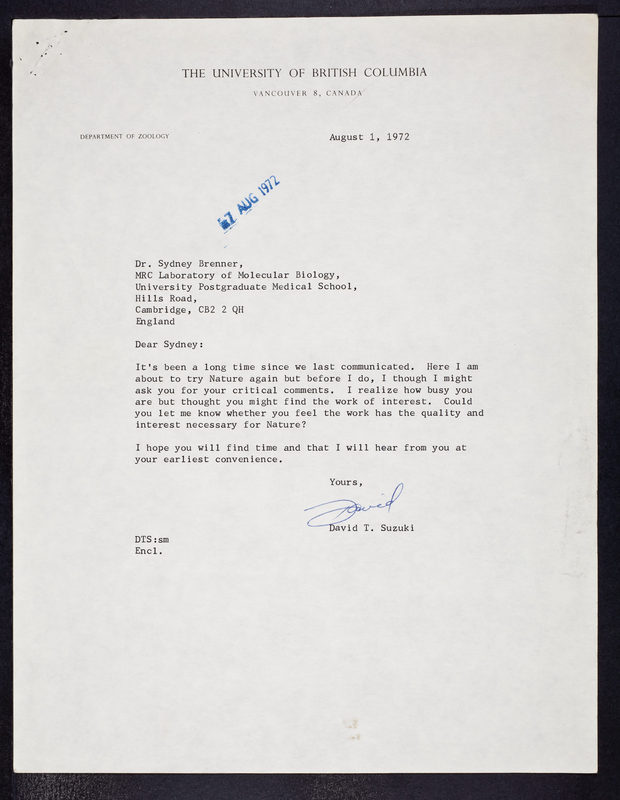 THE UNIVERSITY OF BRITISH COLUMBIA
VANCOUVER 8, CANADA
DEPARTMENT OF ZOOLOGY
August 1, 1972
7 AUG 1972
Dr. Sydney Brenner,
MRC Laboratory of Molecular Biology,
University Postgraduate Medical School,
Hills Road,
Cambridge, CB2 2 QH
England
Dear Sydney:
It's been a long time since we last communicated. Here I am
about to try Nature again but before I do, I though I might
ask you for your critical comments. I realize how busy you
are but thought you might find the work of interest. Could
you let me know whether you feel the work has the quality and
interest necessary for Nature?
I hope you will find time and that I will hear from you at
your earliest convenience.
Yours,
David
David T. Suzuki
DTS:sm
Encl.